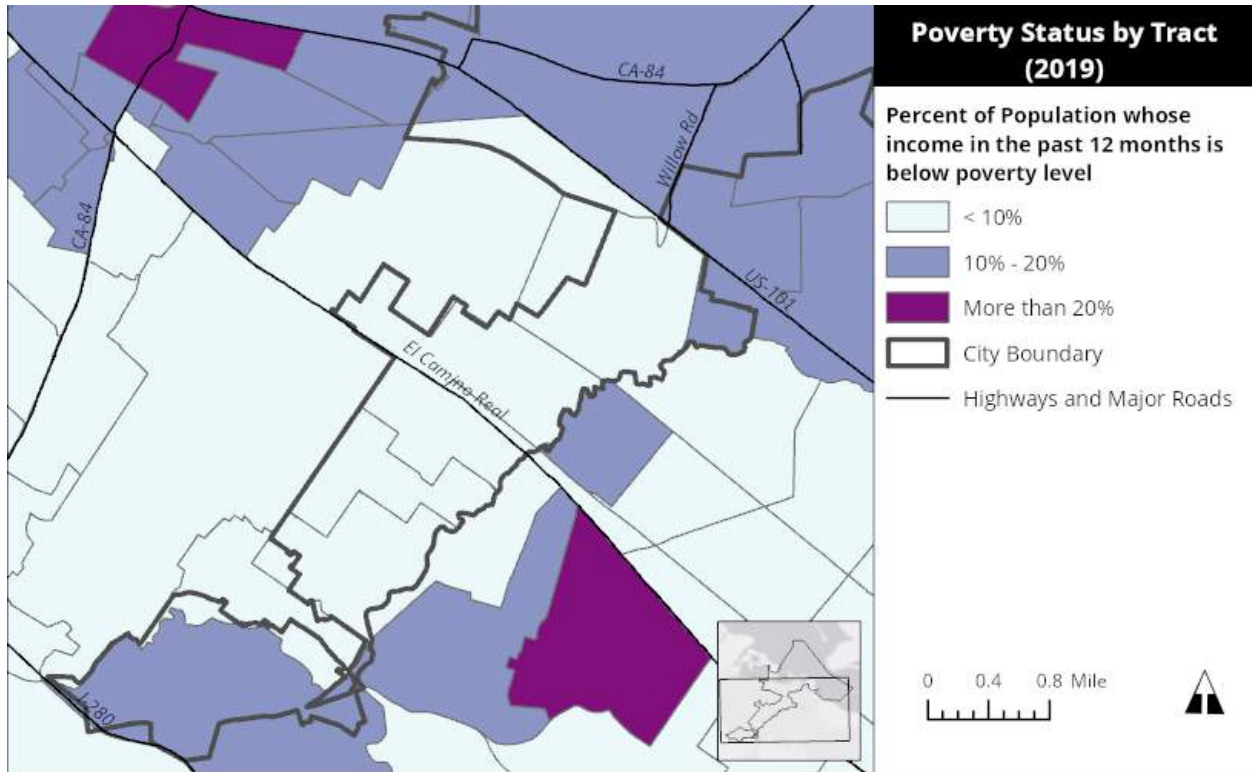 Poverty Status by Tract
(2019)
Percent of Population whose
income in the past 12 months is
below poverty level
< 10%
10% - 20%
More than 20%
City Boundary
Highways and Major Roads
0 0.4 0.8 Mile
CA-84
Willow Rd
CA-84
US-101
El Camino Real
I-280